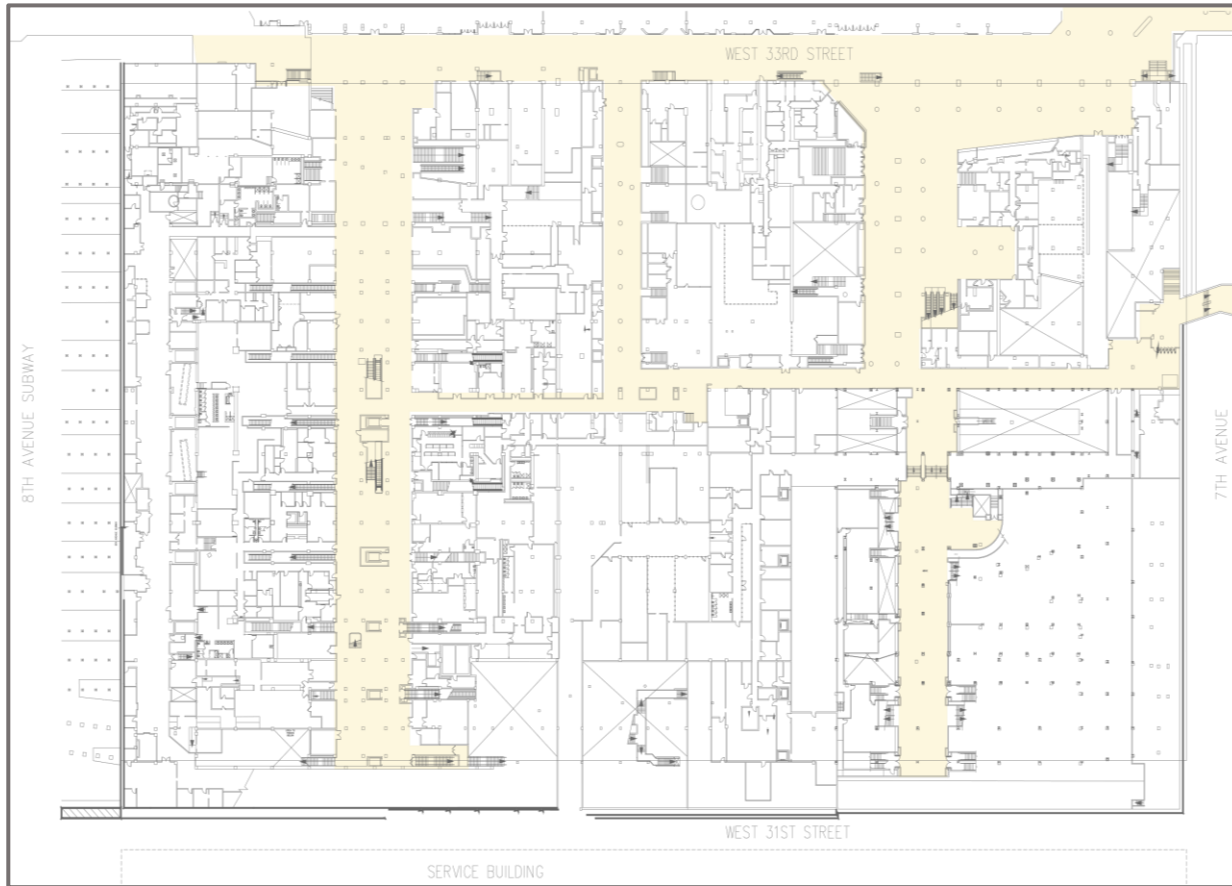 WEST 33RD STREET
8TH AVENUE SUBWAY
7TH AVENUE
WEST 31ST STREET
SERVICE BUILDING